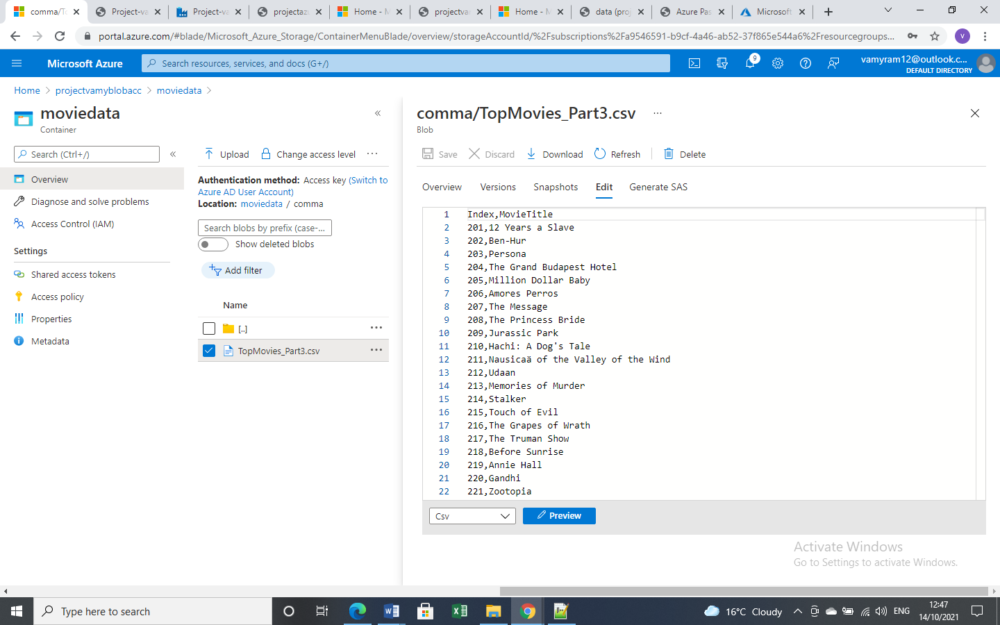 comma/To
Project-va
Project-va
projectaz
Home - M
projectvar
Home - M
data (proj
Azure Pas
Microsoft
portal.azure.com/#blade/Microsoft_Azure_Storage/ContainerMenuBlade/overview/storageAccountId/%2Fsubscriptions%2Fa9546591-b9cf-4a46-ab52-37f865e544a6%2Fresourcegroups...
V
Microsoft Azure
Search resources, services, and docs (G+/)
9
vamyram12@outlook.c...
DEFAULT DIRECTORY
Home > projectvamyblobacc > moviedata >
moviedata
Container
Search (Ctrl+/)
Overview
Diagnose and solve problems
Access Control (IAM)
Settings
Shared access tokens
Access policy
Properties
Metadata
Upload
Change access level
Authentication method: Access key (Switch to
Azure AD User Account)
Location: moviedata / comma
Search blobs by prefix (case-...
Show deleted blobs
Add filter
Name
[..]
TopMovies_Part3.csv
comma/TopMovies_Part3.csv
Blob
Save
Discard
Download
Refresh
Delete
Overview
Versions
Snapshots
Edit
Generate SAS
1 Index,MovieTitle
2 201,12 Years a Slave
3 202,Ben-Hur
4 203,Persona
5 204,The Grand Budapest Hotel
6 205,Million Dollar Baby
7 206,Amores Perros
8 207,The Message
9 208,The Princess Bride
10 209,Jurassic Park
11 210,Hachi: A Dog's Tale
12 211,Nausicaä of the Valley of the Wind
13 212,Udaan
14 213,Memories of Murder
15 214,Stalker
16 215,Touch of Evil
17 216,The Grapes of Wrath
18 217,The Truman Show
19 218,Before Sunrise
20 219,Annie Hall
21 220,Gandhi
22 221,Zootopia
Csv
Preview
Activate Windows
Go to Settings to activate Windows.
Type here to search
16°C Cloudy
ENG
12:47
14/10/2021